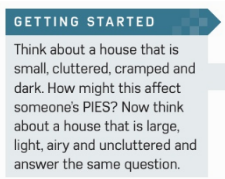 GETTING STARTED
Think about a house that is
small, cluttered, cramped and
dark. How might this affect
someone's PIES? Now think
about a house that is large,
light, airy and uncluttered and
answer the same question.